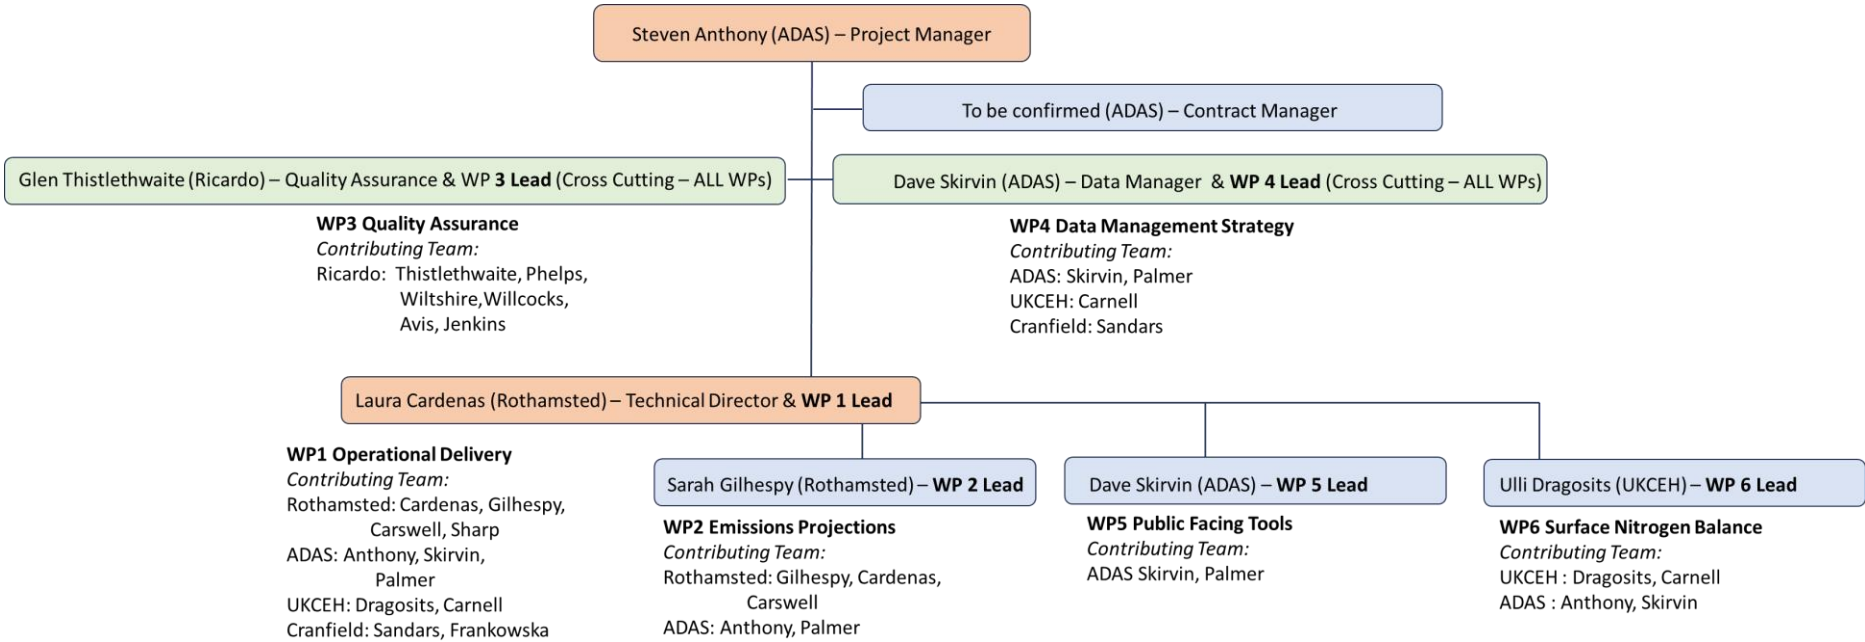 Steven Anthony (ADAS) – Project Manager
To be confirmed (ADAS) – Contract Manager
Glen Thistlethwaite (Ricardo) – Quality Assurance & WP 3 Lead (Cross Cutting – ALL WPs)
Dave Skirvin (ADAS) – Data Manager & WP 4 Lead (Cross Cutting – ALL WPs)
WP3 Quality Assurance
Contributing Team:
Ricardo: Thistlethwaite, Phelps,
Wiltshire,Willcocks,
Avis, Jenkins
WP4 Data Management Strategy
Contributing Team:
ADAS: Skirvin, Palmer
UKCEH: Carnell
Cranfield: Sandars
Laura Cardenas (Rothamsted) – Technical Director & WP 1 Lead
WP1 Operational Delivery
Contributing Team:
Rothamsted: Cardenas, Gilhespy,
Carswell, Sharp
ADAS: Anthony, Skirvin,
Palmer
UKCEH: Dragosits, Carnell
Cranfield: Sandars, Frankowska
Sarah Gilhespy (Rothamsted) – WP 2 Lead
WP2 Emissions Projections
Contributing Team:
Rothamsted: Gilhespy, Cardenas,
Carswell
ADAS: Anthony, Palmer
Dave Skirvin (ADAS) – WP 5 Lead
WP5 Public Facing Tools
Contributing Team:
ADAS Skirvin, Palmer
Ulli Dragosits (UKCEH) – WP 6 Lead
WP6 Surface Nitrogen Balance
Contributing Team:
UKCEH : Dragosits, Carnell
ADAS : Anthony, Skirvin